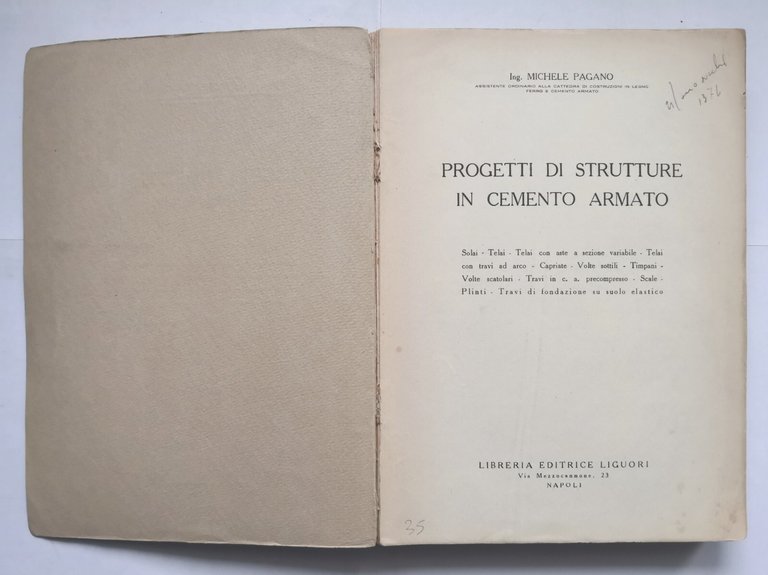 Ing. MICHELE PAGANO
ASSISTENTE ORDINARIO ALLA CATTEDRA DI COSTRUZIONI IN LEGNO
FERRO E CEMENTO ARMATO
1376
PROGETTI DI STRUTTURE
IN CEMENTO ARMATO
Solai - Telai - Telai con aste a sezione variabile - Telai
con travi ad arco - Capriate - Volte sottili - Timpani -
Volte scatolari - Travi in c. a. precompresso - Scale -
Plinti - Travi di fondazione su suolo elastico
LIBRERIA EDITRICE LIGUORI
Via Mezzocannone, 23
NAPOLI
35